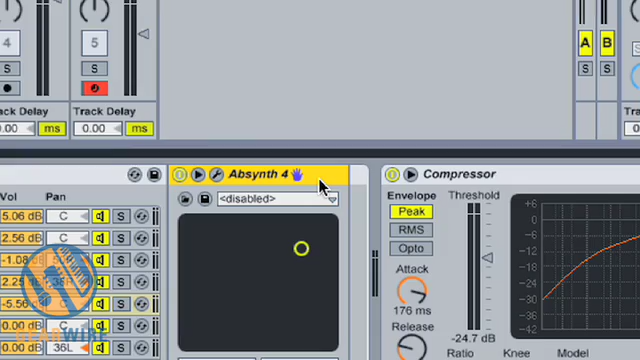 4 5 A B
S S S S
Track Delay Track Delay
0.00 ms 0.00 ms
Absynth 4 Compressor
Vol Pan <disabled> Envelope Threshold
5.06 dB C S Peak +6
2.56 dB C S RMS 0
-1.08 S Opto -6
2.25 dB 36R S Attack -12
-5.56 C S 176 ms -18
0.00 dB C S -24
0.00 dB 36L S -24.7 dB -30
Release -36
-42
Ratio Knee Model
GEARWIRE